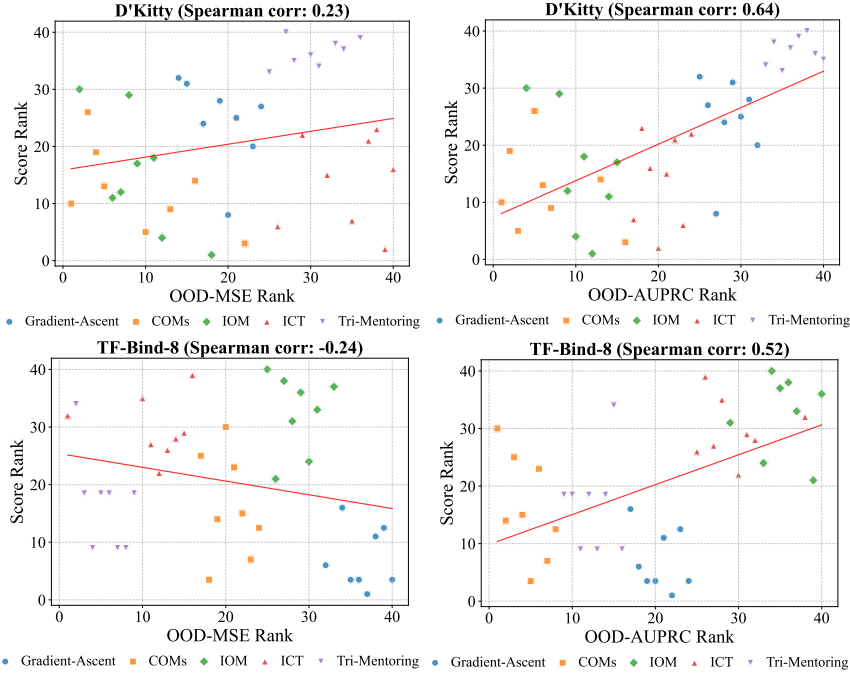 D'Kitty (Spearman corr: 0.23)
40
30
20
10
0
Score Rank
0 10 20 30 40
OOD-MSE Rank
Gradient-Ascent COMs IOM ICT Tri-Mentoring
D'Kitty (Spearman corr: 0.64)
40
30
20
10
0
Score Rank
0 10 20 30 40
OOD-AUPRC Rank
Gradient-Ascent COMs IOM ICT Tri-Mentoring
TF-Bind-8 (Spearman corr: -0.24)
40
30
20
10
0
Score Rank
0 10 20 30 40
OOD-MSE Rank
Gradient-Ascent COMs IOM ICT Tri-Mentoring
TF-Bind-8 (Spearman corr: 0.52)
40
30
20
10
0
Score Rank
0 10 20 30 40
OOD-AUPRC Rank
Gradient-Ascent COMs IOM ICT Tri-Mentoring